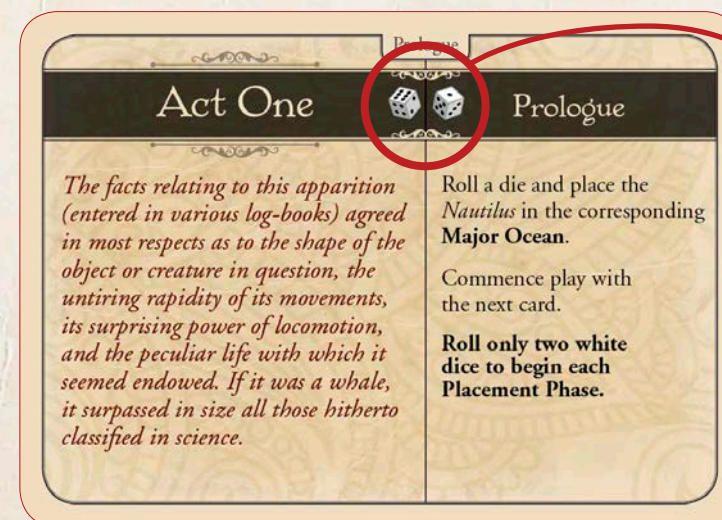 Prologue
Act One
Prologue
The facts relating to this apparition
(entered in various log-books) agreed
in most respects as to the shape of the
object or creature in question, the
untiring rapidity of its movements,
its surprising power of locomotion,
and the peculiar life with which it
seemed endowed. If it was a whale,
it surpassed in size all those hitherto
classified in science.
Roll a die and place the
Nautilus in the corresponding
Major Ocean.
Commence play with
the next card.
Roll only two white
dice to begin each
Placement Phase.